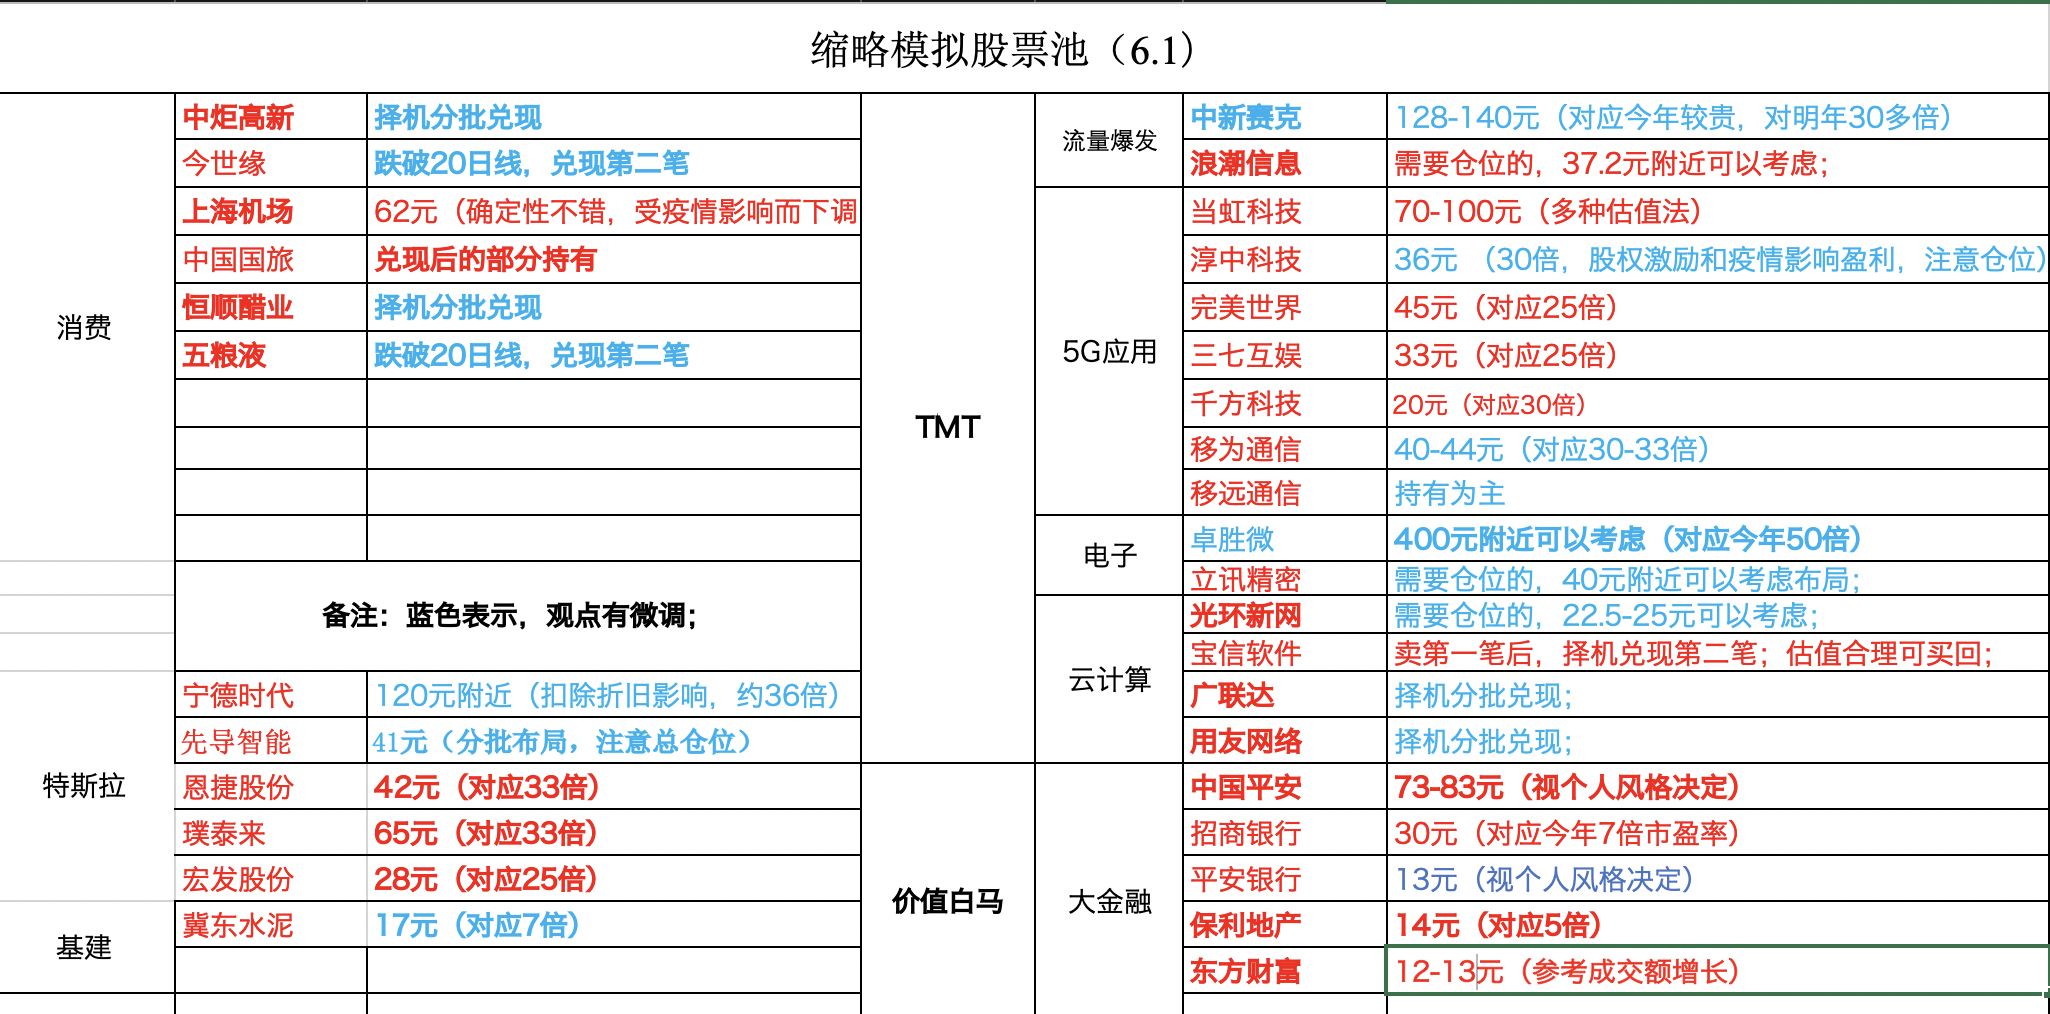 缩略模拟股票池（6.1）
消费
中炬高新 择机分批兑现
今世缘 跌破20日线，兑现第二笔
上海机场 62元（确定性不错，受疫情影响而下调
中国国旅 兑现后的部分持有
恒顺醋业 择机分批兑现
五粮液 跌破20日线，兑现第二笔
备注：蓝色表示，观点有微调；
特斯拉
宁德时代 120元附近（扣除折旧影响，约36倍）
先导智能 41元（分批布局，注意总仓位）
恩捷股份 42元（对应33倍）
璞泰来 65元（对应33倍）
宏发股份 28元（对应25倍）
基建
冀东水泥 17元（对应7倍）
TMT
流量爆发
中新赛克 128-140元（对应今年较贵，对明年30多倍）
浪潮信息 需要仓位的，37.2元附近可以考虑；
5G应用
当虹科技 70-100元（多种估值法）
淳中科技 36元 （30倍，股权激励和疫情影响盈利，注意仓位）
完美世界 45元（对应25倍）
三七互娱 33元（对应25倍）
千方科技 20元（对应30倍）
移为通信 40-44元（对应30-33倍）
移远通信 持有为主
电子
卓胜微 400元附近可以考虑（对应今年50倍）
立讯精密 需要仓位的，40元附近可以考虑布局；
云计算
光环新网 需要仓位的，22.5-25元可以考虑；
宝信软件 卖第一笔后，择机兑现第二笔；估值合理可买回；
广联达 择机分批兑现；
用友网络 择机分批兑现；
价值白马
大金融
中国平安 73-83元（视个人风格决定）
招商银行 30元（对应今年7倍市盈率）
平安银行 13元（视个人风格决定）
保利地产 14元（对应5倍）
东方财富 12-13元（参考成交额增长）